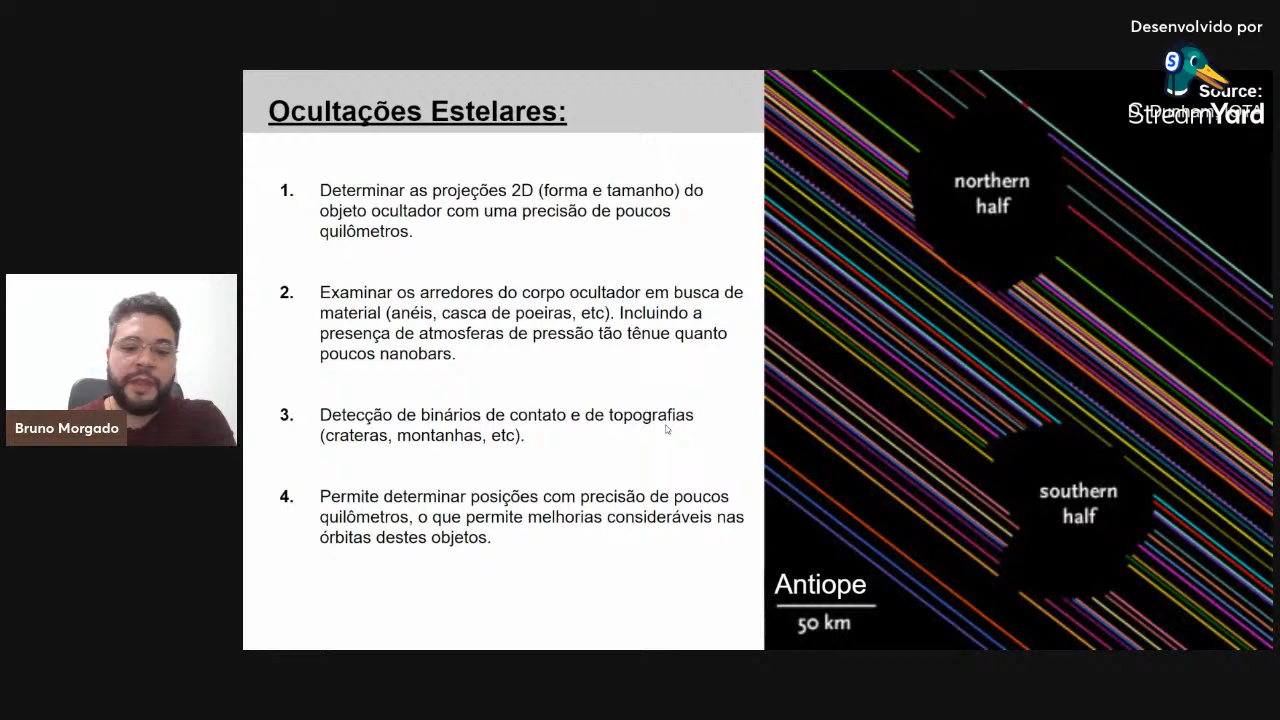 Desenvolvido por
StreamYard
Source:
D. Dunham, IOTA
Ocultações Estelares:
1. Determinar as projeções 2D (forma e tamanho) do
objeto ocultador com uma precisão de poucos
quilômetros.
2. Examinar os arredores do corpo ocultador em busca de
material (anéis, casca de poeiras, etc). Incluindo a
presença de atmosferas de pressão tão tênue quanto
poucos nanobars.
3. Detecção de binários de contato e de topografias
(crateras, montanhas, etc).
4. Permite determinar posições com precisão de poucos
quilômetros, o que permite melhorias consideráveis nas
órbitas destes objetos.
northern
half
southern
half
Antiope
50 km
Bruno Morgado